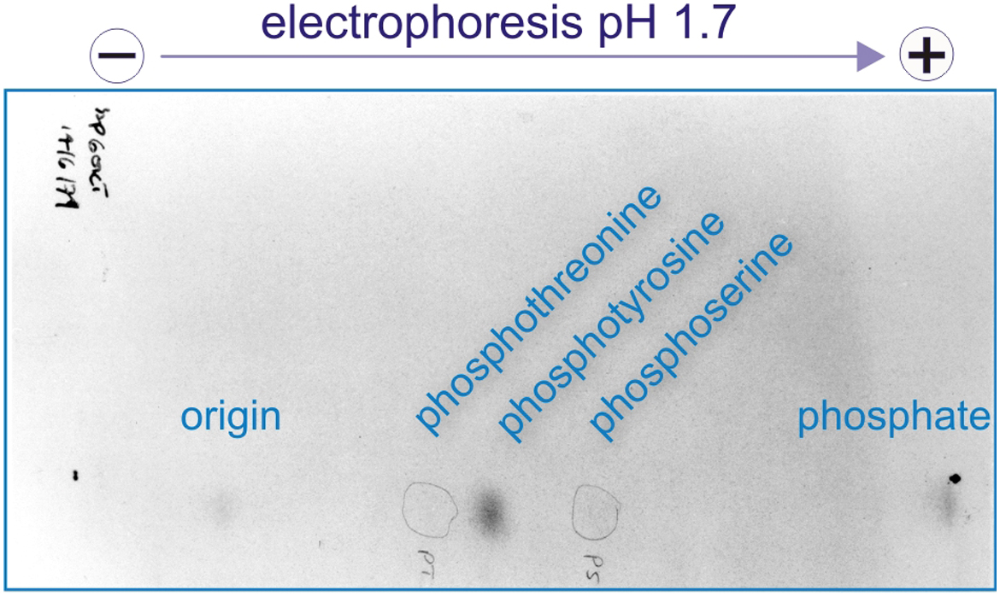 electrophoresis pH 1.7
− +
phosphothreonine
phosphotyrosine
phosphoserine
origin
phosphate
PT
PS